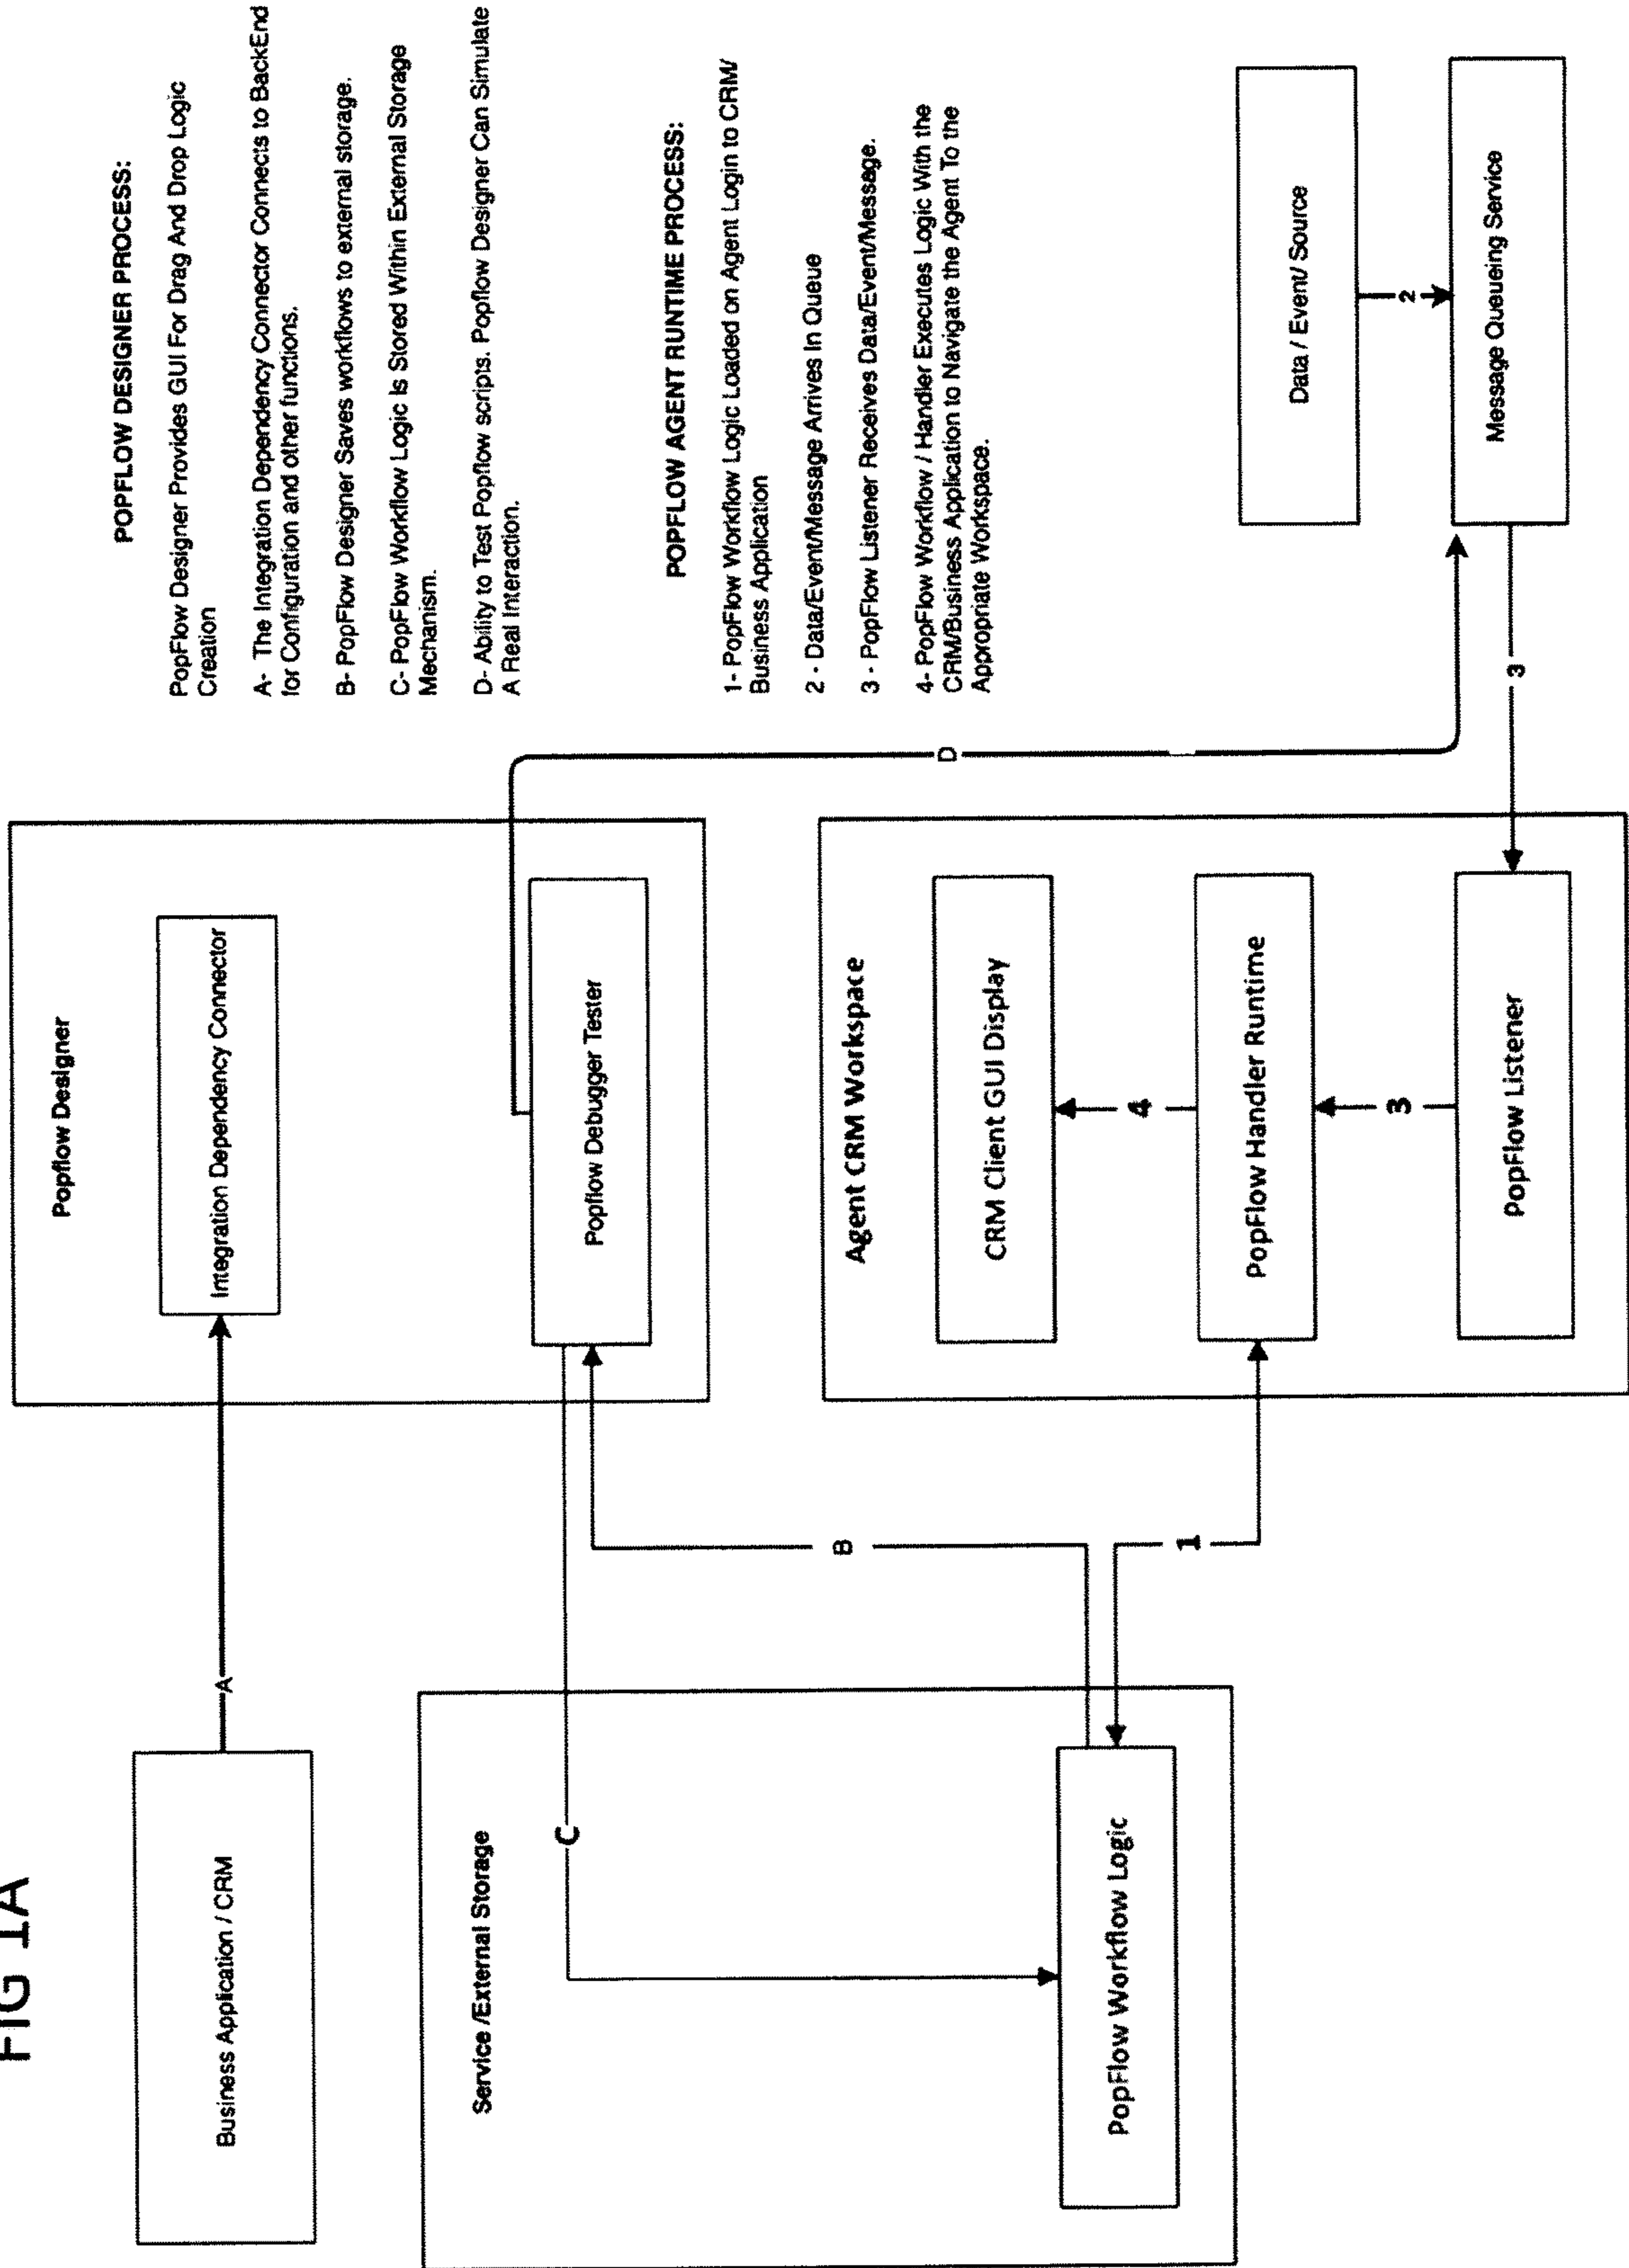 FIG 1A
Business Application / CRM
A
Popflow Designer
Integration Dependency Connector
Popflow Debugger Tester
Service /External Storage
C
B
PopFlow Workflow Logic
1
Agent CRM Workspace
CRM Client GUI Display
4
PopFlow Handler Runtime
3
PopFlow Listener
D
3
Data / Event/ Source
2
Message Queueing Service
POPFLOW DESIGNER PROCESS:
PopFlow Designer Provides GUI For Drag And Drop Logic
Creation
A- The Integration Dependency Connector Connects to BackEnd
for Configuration and other functions.
B- PopFlow Designer Saves workflows to external storage.
C- PopFlow Workflow Logic Is Stored Within External Storage
Mechanism.
D- Ability to Test Popflow scripts. Popflow Designer Can Simulate
A Real Interaction.
POPFLOW AGENT RUNTIME PROCESS:
1- PopFlow Workflow Logic Loaded on Agent Login to CRM/
Business Application
2 - Data/Event/Message Arrives In Queue
3 - PopFlow Listener Receives Data/Event/Message.
4- PopFlow Workflow / Handler Executes Logic With the
CRM/Business Application to Navigate the Agent To the
Appropriate Workspace.